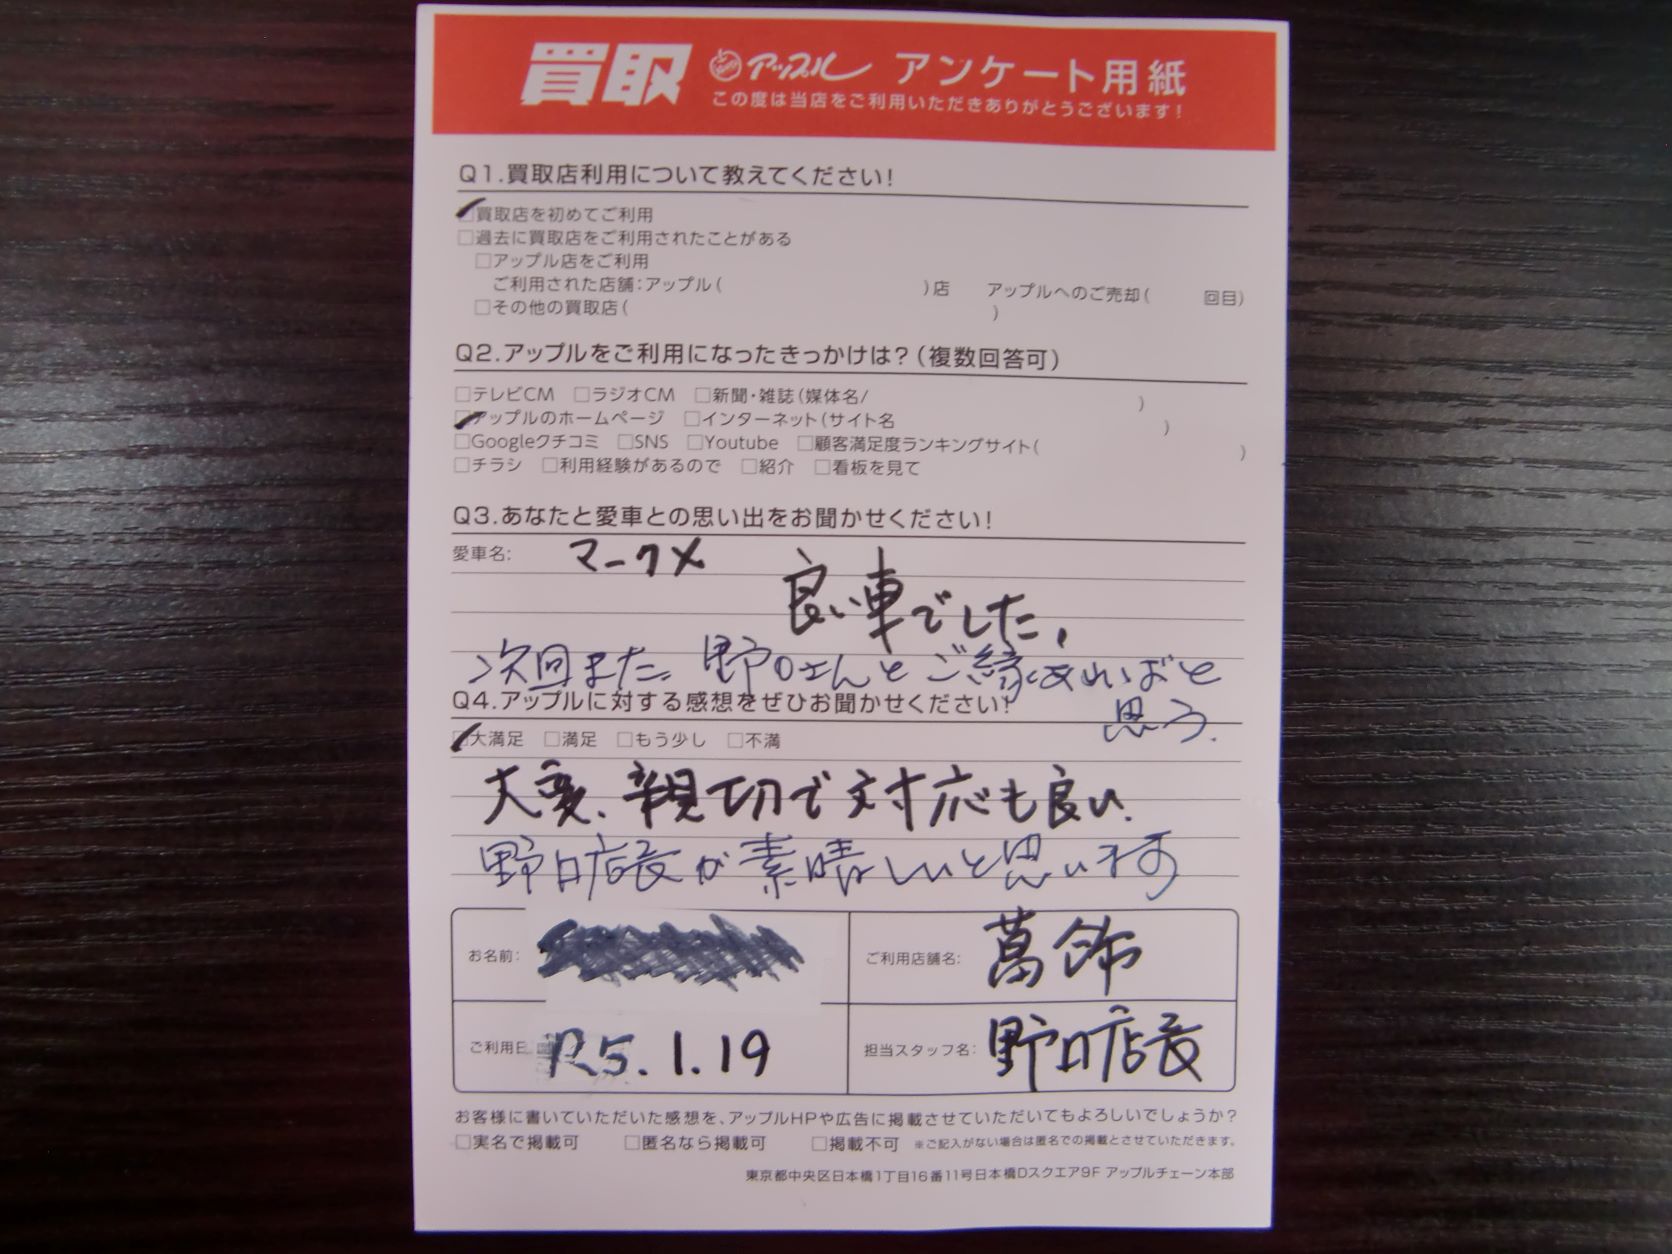 買取 アップル アンケート用紙
この度は当店をご利用いただきありがとうございます!
Q1.買取店利用について教えてください!
□買取店を初めてご利用
□過去に買取店をご利用されたことがある
□アップル店をご利用
ご利用された店舗:アップル( )店 アップルへのご売却( 回目)
□その他の買取店( )
Q2.アップルをご利用になったきっかけは?(複数回答可)
□テレビCM □ラジオCM □新聞・雑誌(媒体名/ )
□アップルのホームページ □インターネット(サイト名 )
□Googleクチコミ □SNS □Youtube □顧客満足度ランキングサイト( )
□チラシ □利用経験があるので □紹介 □看板を見て
Q3.あなたと愛車との思い出をお聞かせください!
愛車名: マークX
良い車でした。
次回また野口さんとご縁あればと
思う。
Q4.アップルに対する感想をぜひお聞かせください!
□大満足 □満足 □もう少し □不満
大変、親切で対応も良い。
野口店長が素晴しいと思います
お名前: ご利用店舗名: 葛飾
ご利用日 R5.1.19 担当スタッフ名: 野口店長
お客様に書いていただいた感想を、アップルHPや広告に掲載させていただいてもよろしいでしょうか?
□実名で掲載可 □匿名なら掲載可 □掲載不可 ※ご記入がない場合は匿名での掲載とさせていただきます。
東京都中央区日本橋1丁目16番11号日本橋Dスクエア9F アップルチェーン本部